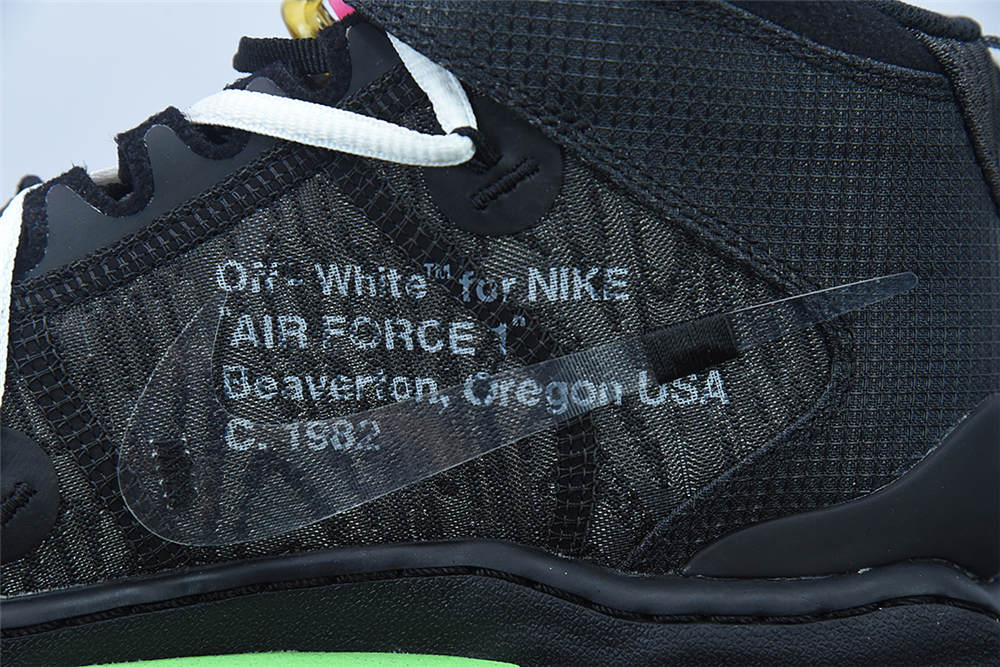 Off - White™ for NIKE
"AIR FORCE 1"
Beaverton, Oregon USA
C. 1982